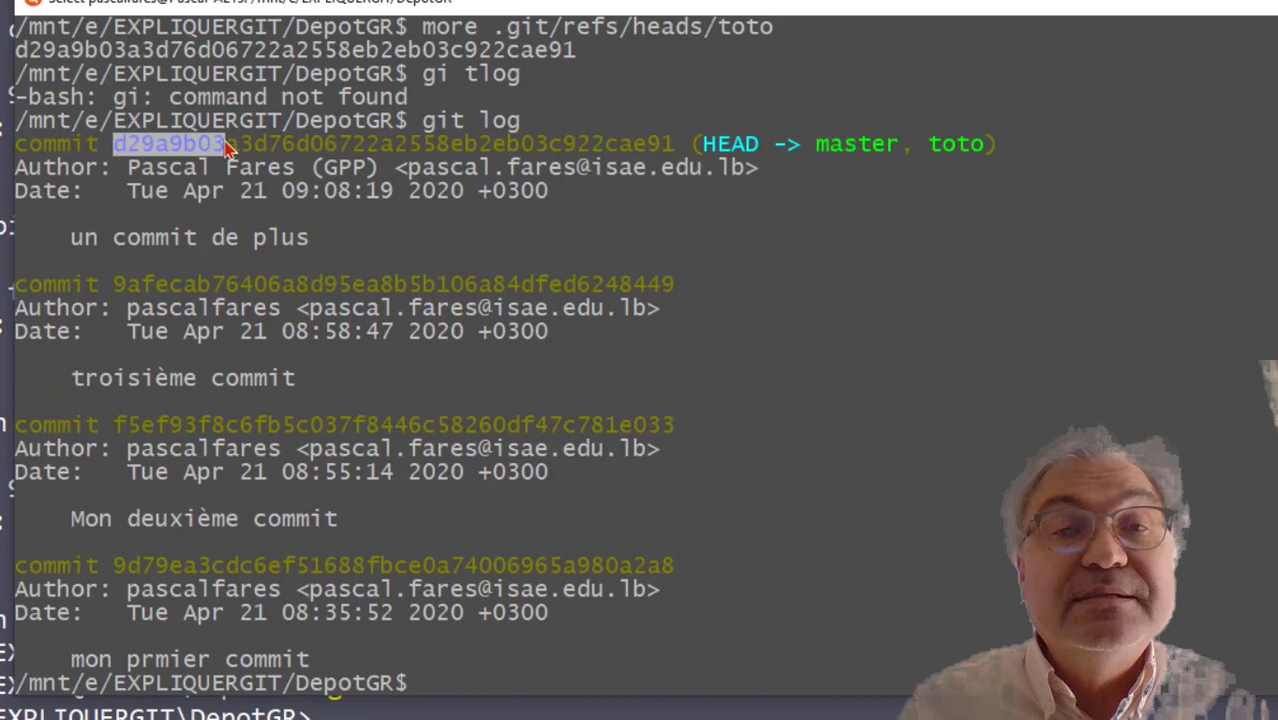 /mnt/e/EXPLIQUERGIT/DepotGR$ more .git/refs/heads/toto
d29a9b03a3d76d06722a2558eb2eb03c922cae91
/mnt/e/EXPLIQUERGIT/DepotGR$ gi tlog
-bash: gi: command not found
/mnt/e/EXPLIQUERGIT/DepotGR$ git log
commit d29a9b03a3d76d06722a2558eb2eb03c922cae91 (HEAD -> master, toto)
Author: Pascal Fares (GPP) <pascal.fares@isae.edu.lb>
Date:   Tue Apr 21 09:08:19 2020 +0300
un commit de plus
commit 9afecab76406a8d95ea8b5b106a84dfed6248449
Author: pascalfares <pascal.fares@isae.edu.lb>
Date:   Tue Apr 21 08:58:47 2020 +0300
troisième commit
commit f5ef93f8c6fb5c037f8446c58260df47c781e033
Author: pascalfares <pascal.fares@isae.edu.lb>
Date:   Tue Apr 21 08:55:14 2020 +0300
Mon deuxième commit
commit 9d79ea3cdc6ef51688fbce0a74006965a980a2a8
Author: pascalfares <pascal.fares@isae.edu.lb>
Date:   Tue Apr 21 08:35:52 2020 +0300
mon prmier commit
/mnt/e/EXPLIQUERGIT/DepotGR$
EXPLIQUERGIT\DepotGR>